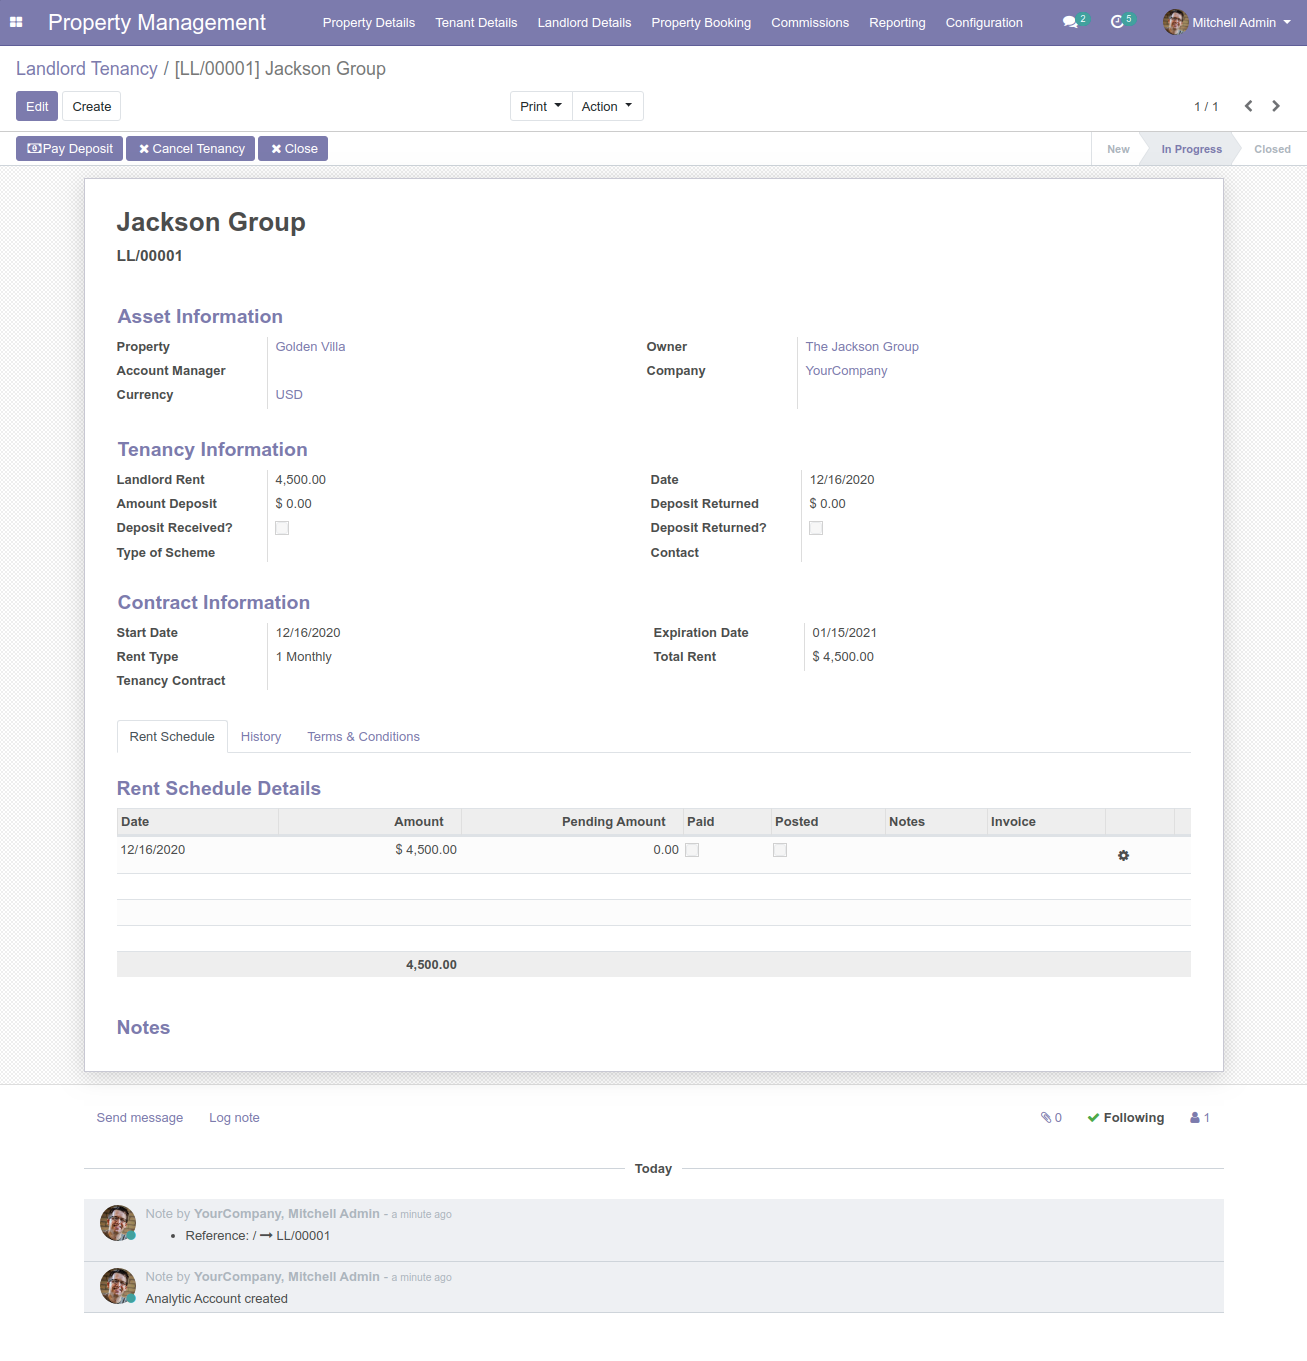 Property Management Property Details Tenant Details Landlord Details Property Booking Commissions Reporting Configuration 2 5 Mitchell Admin
Landlord Tenancy / [LL/00001] Jackson Group
Edit Create Print Action 1 / 1
Pay Deposit Cancel Tenancy Close New In Progress Closed
Jackson Group
LL/00001
Asset Information
Property Golden Villa Owner The Jackson Group
Account Manager Company YourCompany
Currency USD
Tenancy Information
Landlord Rent 4,500.00 Date 12/16/2020
Amount Deposit $ 0.00 Deposit Returned $ 0.00
Deposit Received? Deposit Returned?
Type of Scheme Contact
Contract Information
Start Date 12/16/2020 Expiration Date 01/15/2021
Rent Type 1 Monthly Total Rent $ 4,500.00
Tenancy Contract
Rent Schedule History Terms & Conditions
Rent Schedule Details
Date Amount Pending Amount Paid Posted Notes Invoice
12/16/2020 $ 4,500.00 0.00
4,500.00
Notes
Send message Log note 0 Following 1
Today
Note by YourCompany, Mitchell Admin - a minute ago
• Reference: / → LL/00001
Note by YourCompany, Mitchell Admin - a minute ago
Analytic Account created